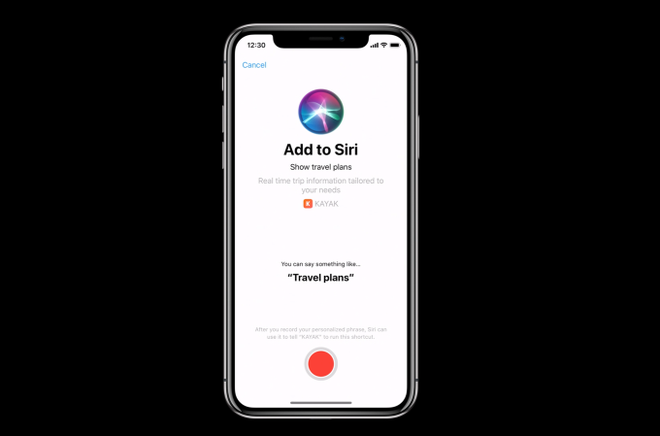 12:30
Cancel
Add to Siri
Show travel plans
Real time trip information tailored to
your needs
K KAYAK
You can say something like...
"Travel plans"
After you record your personalized phrase, Siri can
use it to tell "KAYAK" to run this shortcut.